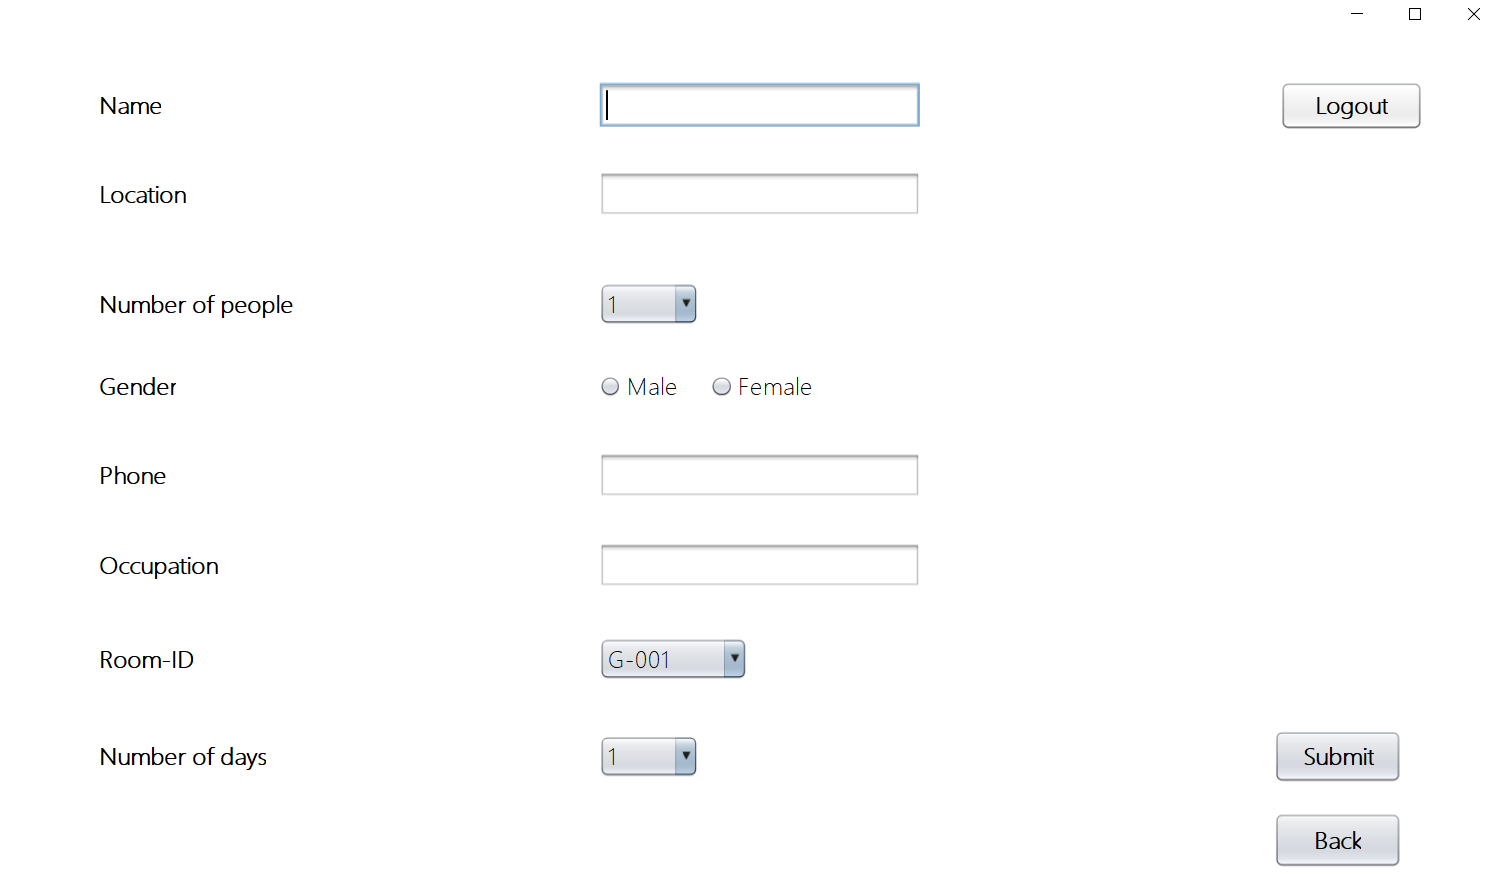 Name
Logout
Location
Number of people 1
Gender Male Female
Phone
Occupation
Room-ID G-001
Number of days 1
Submit
Back